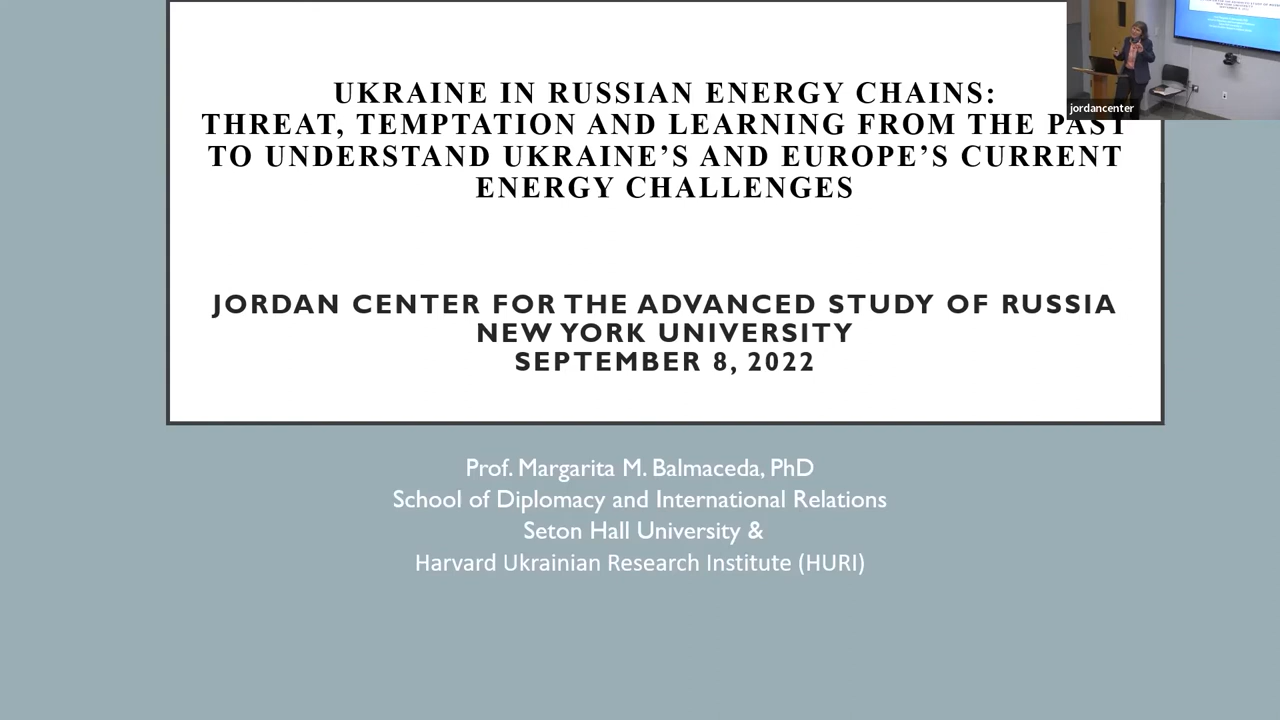 UKRAINE IN RUSSIAN ENERGY CHAINS:
THREAT, TEMPTATION AND LEARNING FROM THE PAST
TO UNDERSTAND UKRAINE'S AND EUROPE'S CURRENT
ENERGY CHALLENGES
JORDAN CENTER FOR THE ADVANCED STUDY OF RUSSIA
NEW YORK UNIVERSITY
SEPTEMBER 8, 2022
Prof. Margarita M. Balmaceda, PhD
School of Diplomacy and International Relations
Seton Hall University &
Harvard Ukrainian Research Institute (HURI)
jordancenter